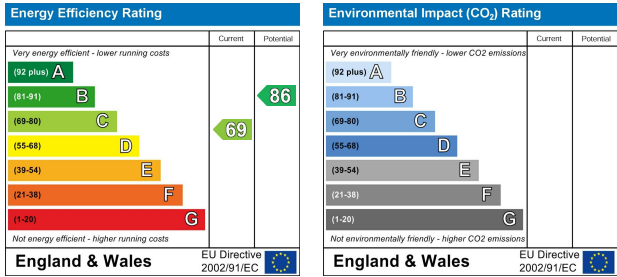 Energy Efficiency Rating
Current Potential
Very energy efficient - lower running costs
(92 plus) A
(81-91) B
86
(69-80) C
69
(55-68) D
(39-54) E
(21-38) F
(1-20) G
Not energy efficient - higher running costs
England & Wales
EU Directive
2002/91/EC
Environmental Impact (CO₂) Rating
Current Potential
Very environmentally friendly - lower CO2 emissions
(92 plus) A
(81-91) B
(69-80) C
(55-68) D
(39-54) E
(21-38) F
(1-20) G
Not environmentally friendly - higher CO2 emissions
England & Wales
EU Directive
2002/91/EC